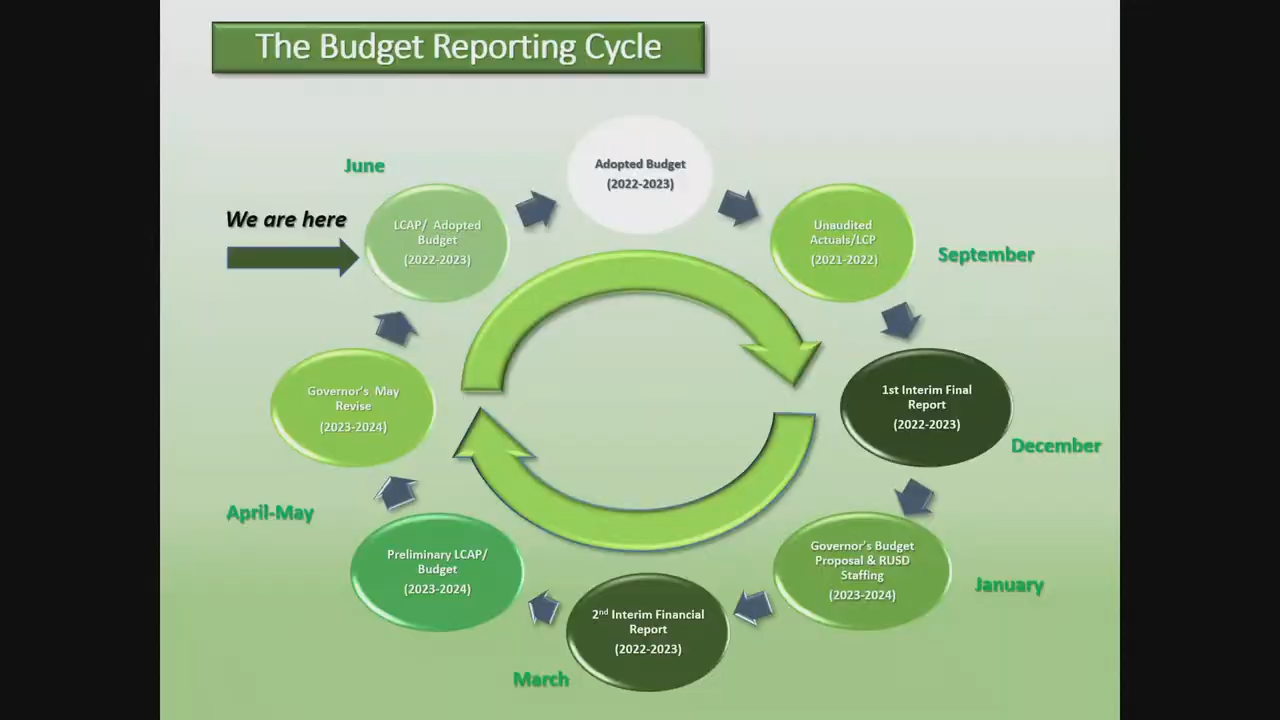 The Budget Reporting Cycle
Adopted Budget
(2022-2023)
June
We are here
LCAP/ Adopted
Budget
(2022-2023)
Unaudited
Actuals/LCP
(2021-2022)
September
Governor's May
Revise
(2023-2024)
1st Interim Final
Report
(2022-2023)
December
April-May
Preliminary LCAP/
Budget
(2023-2024)
Governor's Budget
Proposal & RUSD
Staffing
(2023-2024)
January
2nd Interim Financial
Report
(2022-2023)
March